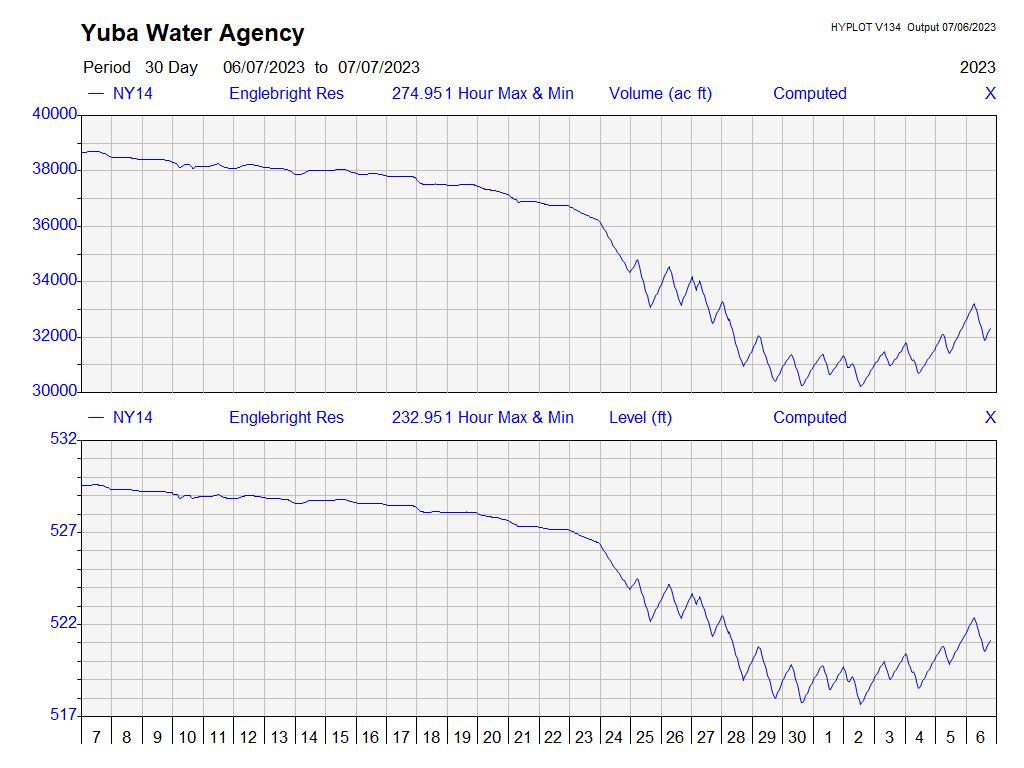 Yuba Water Agency
HYPLOT V134 Output 07/06/2023
Period 30 Day 06/07/2023 to 07/07/2023 2023
NY14 Englebright Res 274.951 Hour Max & Min Volume (ac ft) Computed X
40000
38000
36000
34000
32000
30000
NY14 Englebright Res 232.951 Hour Max & Min Level (ft) Computed X
532
527
522
517
7 8 9 10 11 12 13 14 15 16 17 18 19 20 21 22 23 24 25 26 27 28 29 30 1 2 3 4 5 6